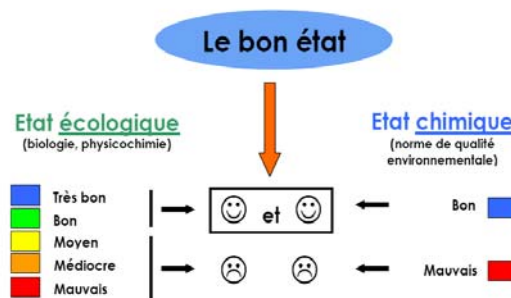 Le bon état
Etat écologique
(biologie, physicochimie)
Etat chimique
(norme de qualité
environnementale)
Très bon
Bon
Moyen
Médiocre
Mauvais
et
Bon
Mauvais